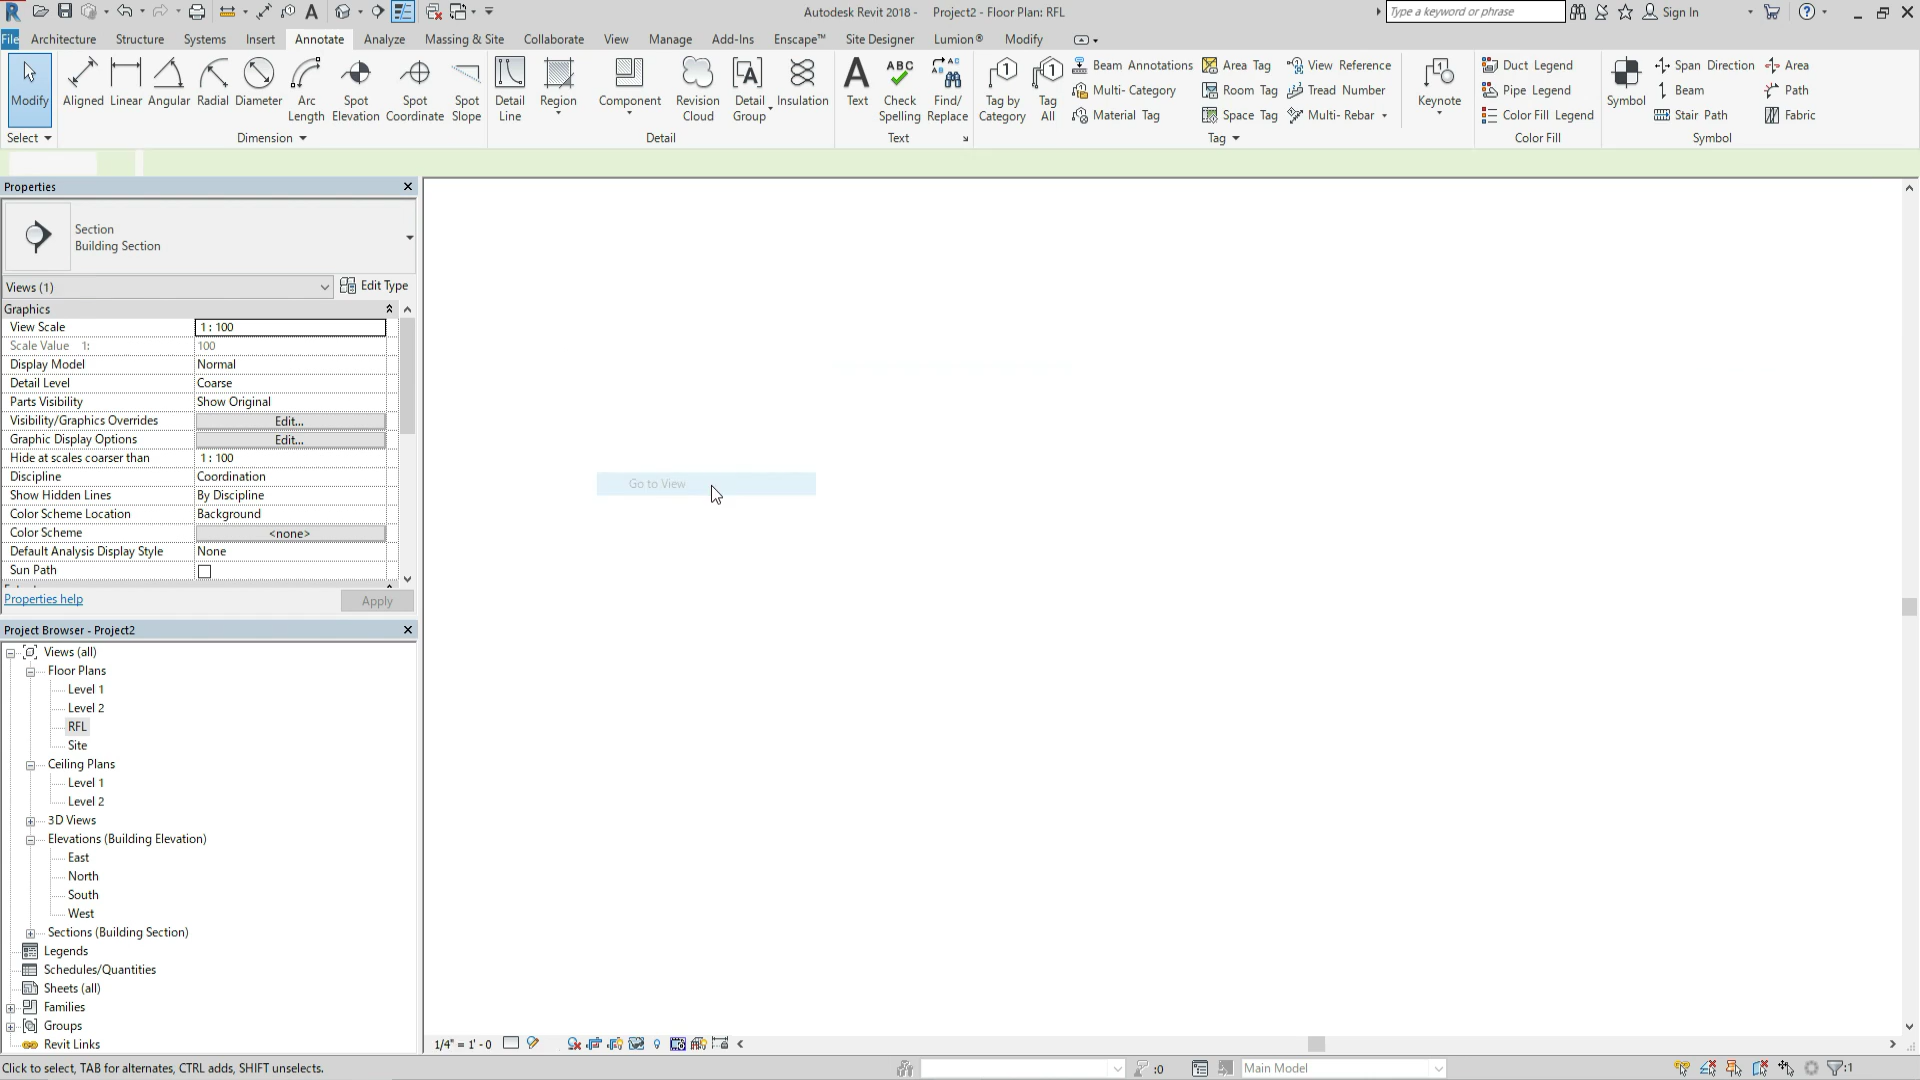 Autodesk Revit 2018 - Project2 - Floor Plan: RFL
Type a keyword or phrase
Sign In
File Architecture Structure Systems Insert Annotate Analyze Massing & Site Collaborate View Manage Add-Ins Enscape™ Site Designer Lumion® Modify
Modify
Aligned
Linear
Angular
Radial
Diameter
Arc
Length
Spot
Elevation
Spot
Coordinate
Spot
Slope
Detail
Line
Region
Component
Revision
Cloud
Detail
Group
Insulation
Text
Check
Spelling
Find/
Replace
Tag by
Category
Tag
All
Beam Annotations
Multi- Category
Material Tag
Area Tag
Room Tag
Space Tag
View Reference
Tread Number
Multi- Rebar
Keynote
Duct Legend
Pipe Legend
Color Fill Legend
Symbol
Span Direction
Beam
Stair Path
Area
Path
Fabric
Select Dimension Detail Text Tag Color Fill Symbol
Properties
Section
Building Section
Views (1)
Edit Type
Graphics
View Scale 1 : 100
Scale Value 1: 100
Display Model Normal
Detail Level Coarse
Parts Visibility Show Original
Visibility/Graphics Overrides Edit...
Graphic Display Options Edit...
Hide at scales coarser than 1 : 100
Discipline Coordination
Show Hidden Lines By Discipline
Color Scheme Location Background
Color Scheme <none>
Default Analysis Display Style None
Sun Path
Properties help
Apply
Go to View
Project Browser - Project2
Views (all)
Floor Plans
Level 1
Level 2
RFL
Site
Ceiling Plans
Level 1
Level 2
3D Views
Elevations (Building Elevation)
East
North
South
West
Sections (Building Section)
Legends
Schedules/Quantities
Sheets (all)
Families
Groups
Revit Links
1/4" = 1' - 0
Click to select, TAB for alternates, CTRL adds, SHIFT unselects.
:0
Main Model
:1